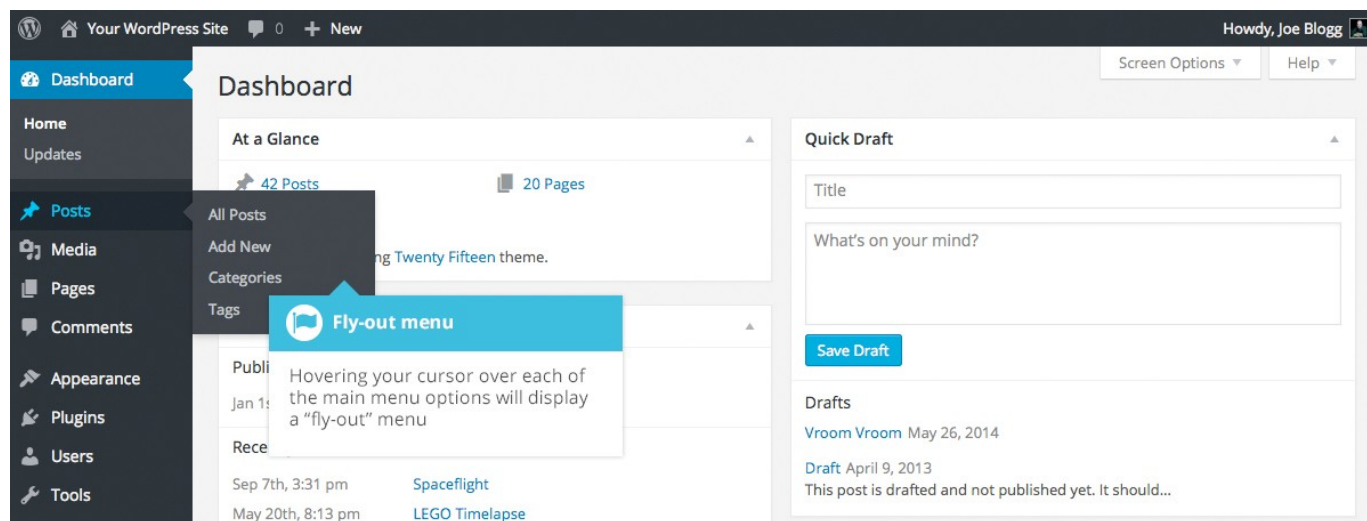 Your WordPress Site 0 + New Howdy, Joe Blogg
Screen Options Help
Dashboard
Home
Updates
Posts
Media
Pages
Comments
Appearance
Plugins
Users
Tools
All Posts
Add New
Categories
Tags
Dashboard
At a Glance
42 Posts 20 Pages
ng Twenty Fifteen theme.
Fly-out menu
Hovering your cursor over each of
the main menu options will display
a “fly-out” menu
Publi
Jan 1s
Rece
Sep 7th, 3:31 pm Spaceflight
May 20th, 8:13 pm LEGO Timelapse
Quick Draft
Title
What's on your mind?
Save Draft
Drafts
Vroom Vroom May 26, 2014
Draft April 9, 2013
This post is drafted and not published yet. It should...